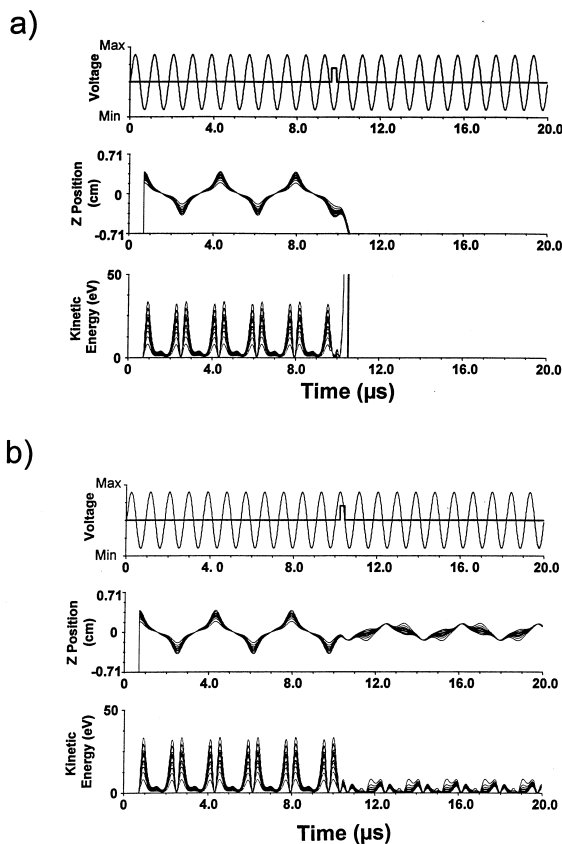 a)
Max
Voltage
Min
0 4.0 8.0 12.0 16.0 20.0
0.71
Z Position
(cm)
0
-0.71
0 4.0 8.0 12.0 16.0 20.0
50
Kinetic
Energy (eV)
0
0 4.0 8.0 12.0 16.0 20.0
Time (µs)
b)
Max
Voltage
Min
0 4.0 8.0 12.0 16.0 20.0
0.71
Z Position
(cm)
0
-0.71
0 4.0 8.0 12.0 16.0 20.0
50
Kinetic
Energy (eV)
0
0 4.0 8.0 12.0 16.0 20.0
Time (µs)